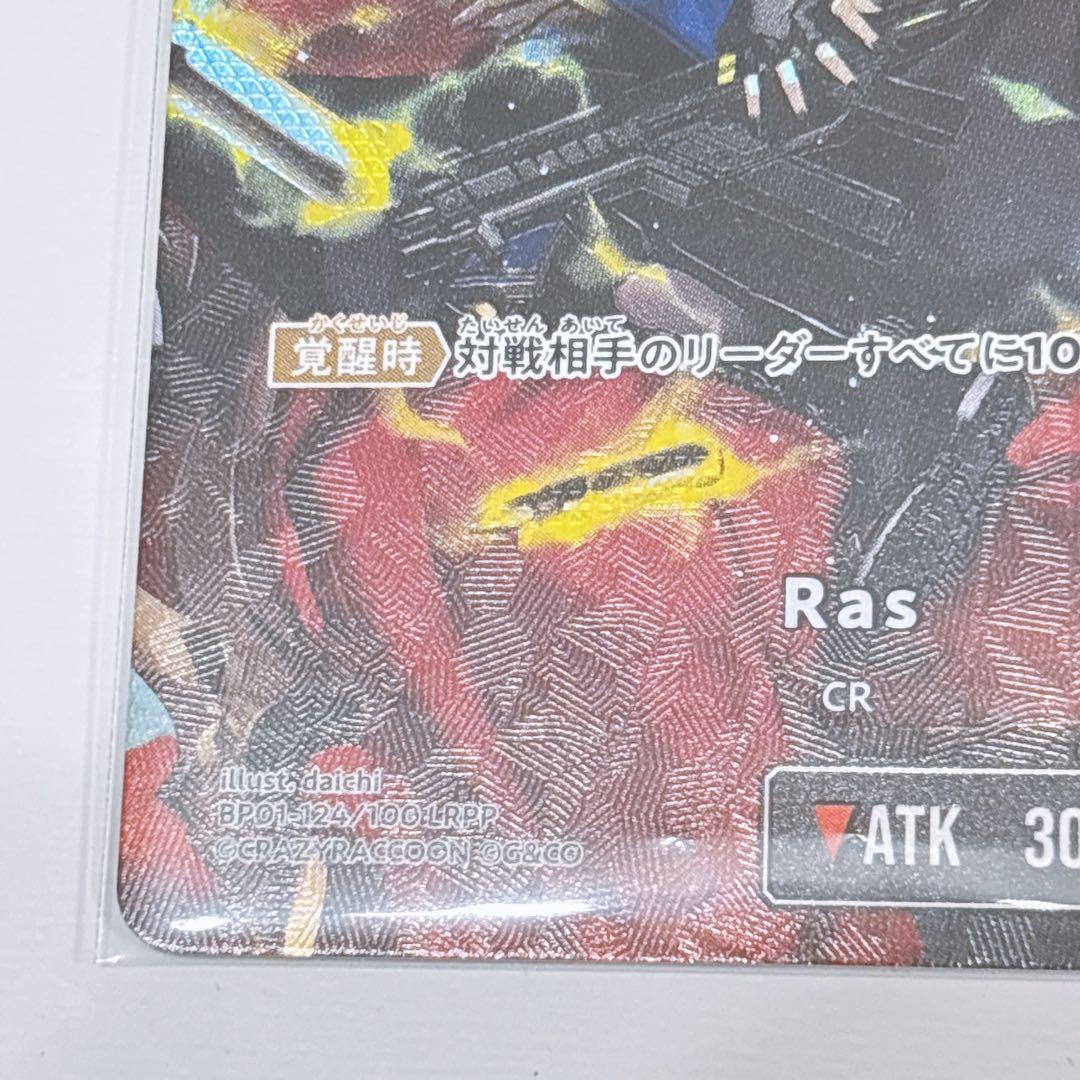 かくせいじ たいせん あいて
覚醒時 対戦相手のリーダーすべてに10
Ras
CR
illust. daichi
BP01-124/100 LRPP
©CRAZYRACCOON ©G&CO
▼ATK 30